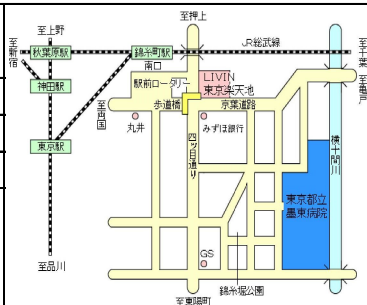 至押上
至上野
至新宿
秋葉原駅
錦糸町駅
JR総武線
至千葉
南口
神田駅
駅前ロータリー
LIVIN
東京楽天地
至亀戸
至両国
歩道橋
京葉道路
丸井
みずほ銀行
東京駅
四ッ目通り
横十間川
東京都立
墨東病院
至品川
GS
錦糸堀公園
至東陽町